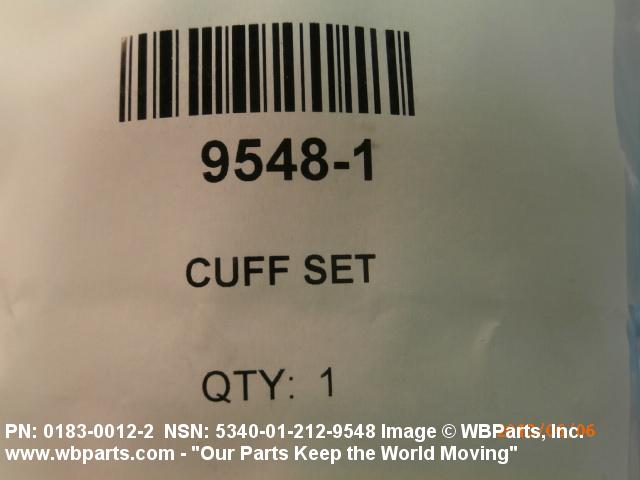 9548-1
CUFF SET
QTY: 1
PN: 0183-0012-2 NSN: 5340-01-212-9548 Image © WBParts, Inc.
www.wbparts.com - "Our Parts Keep the World Moving"